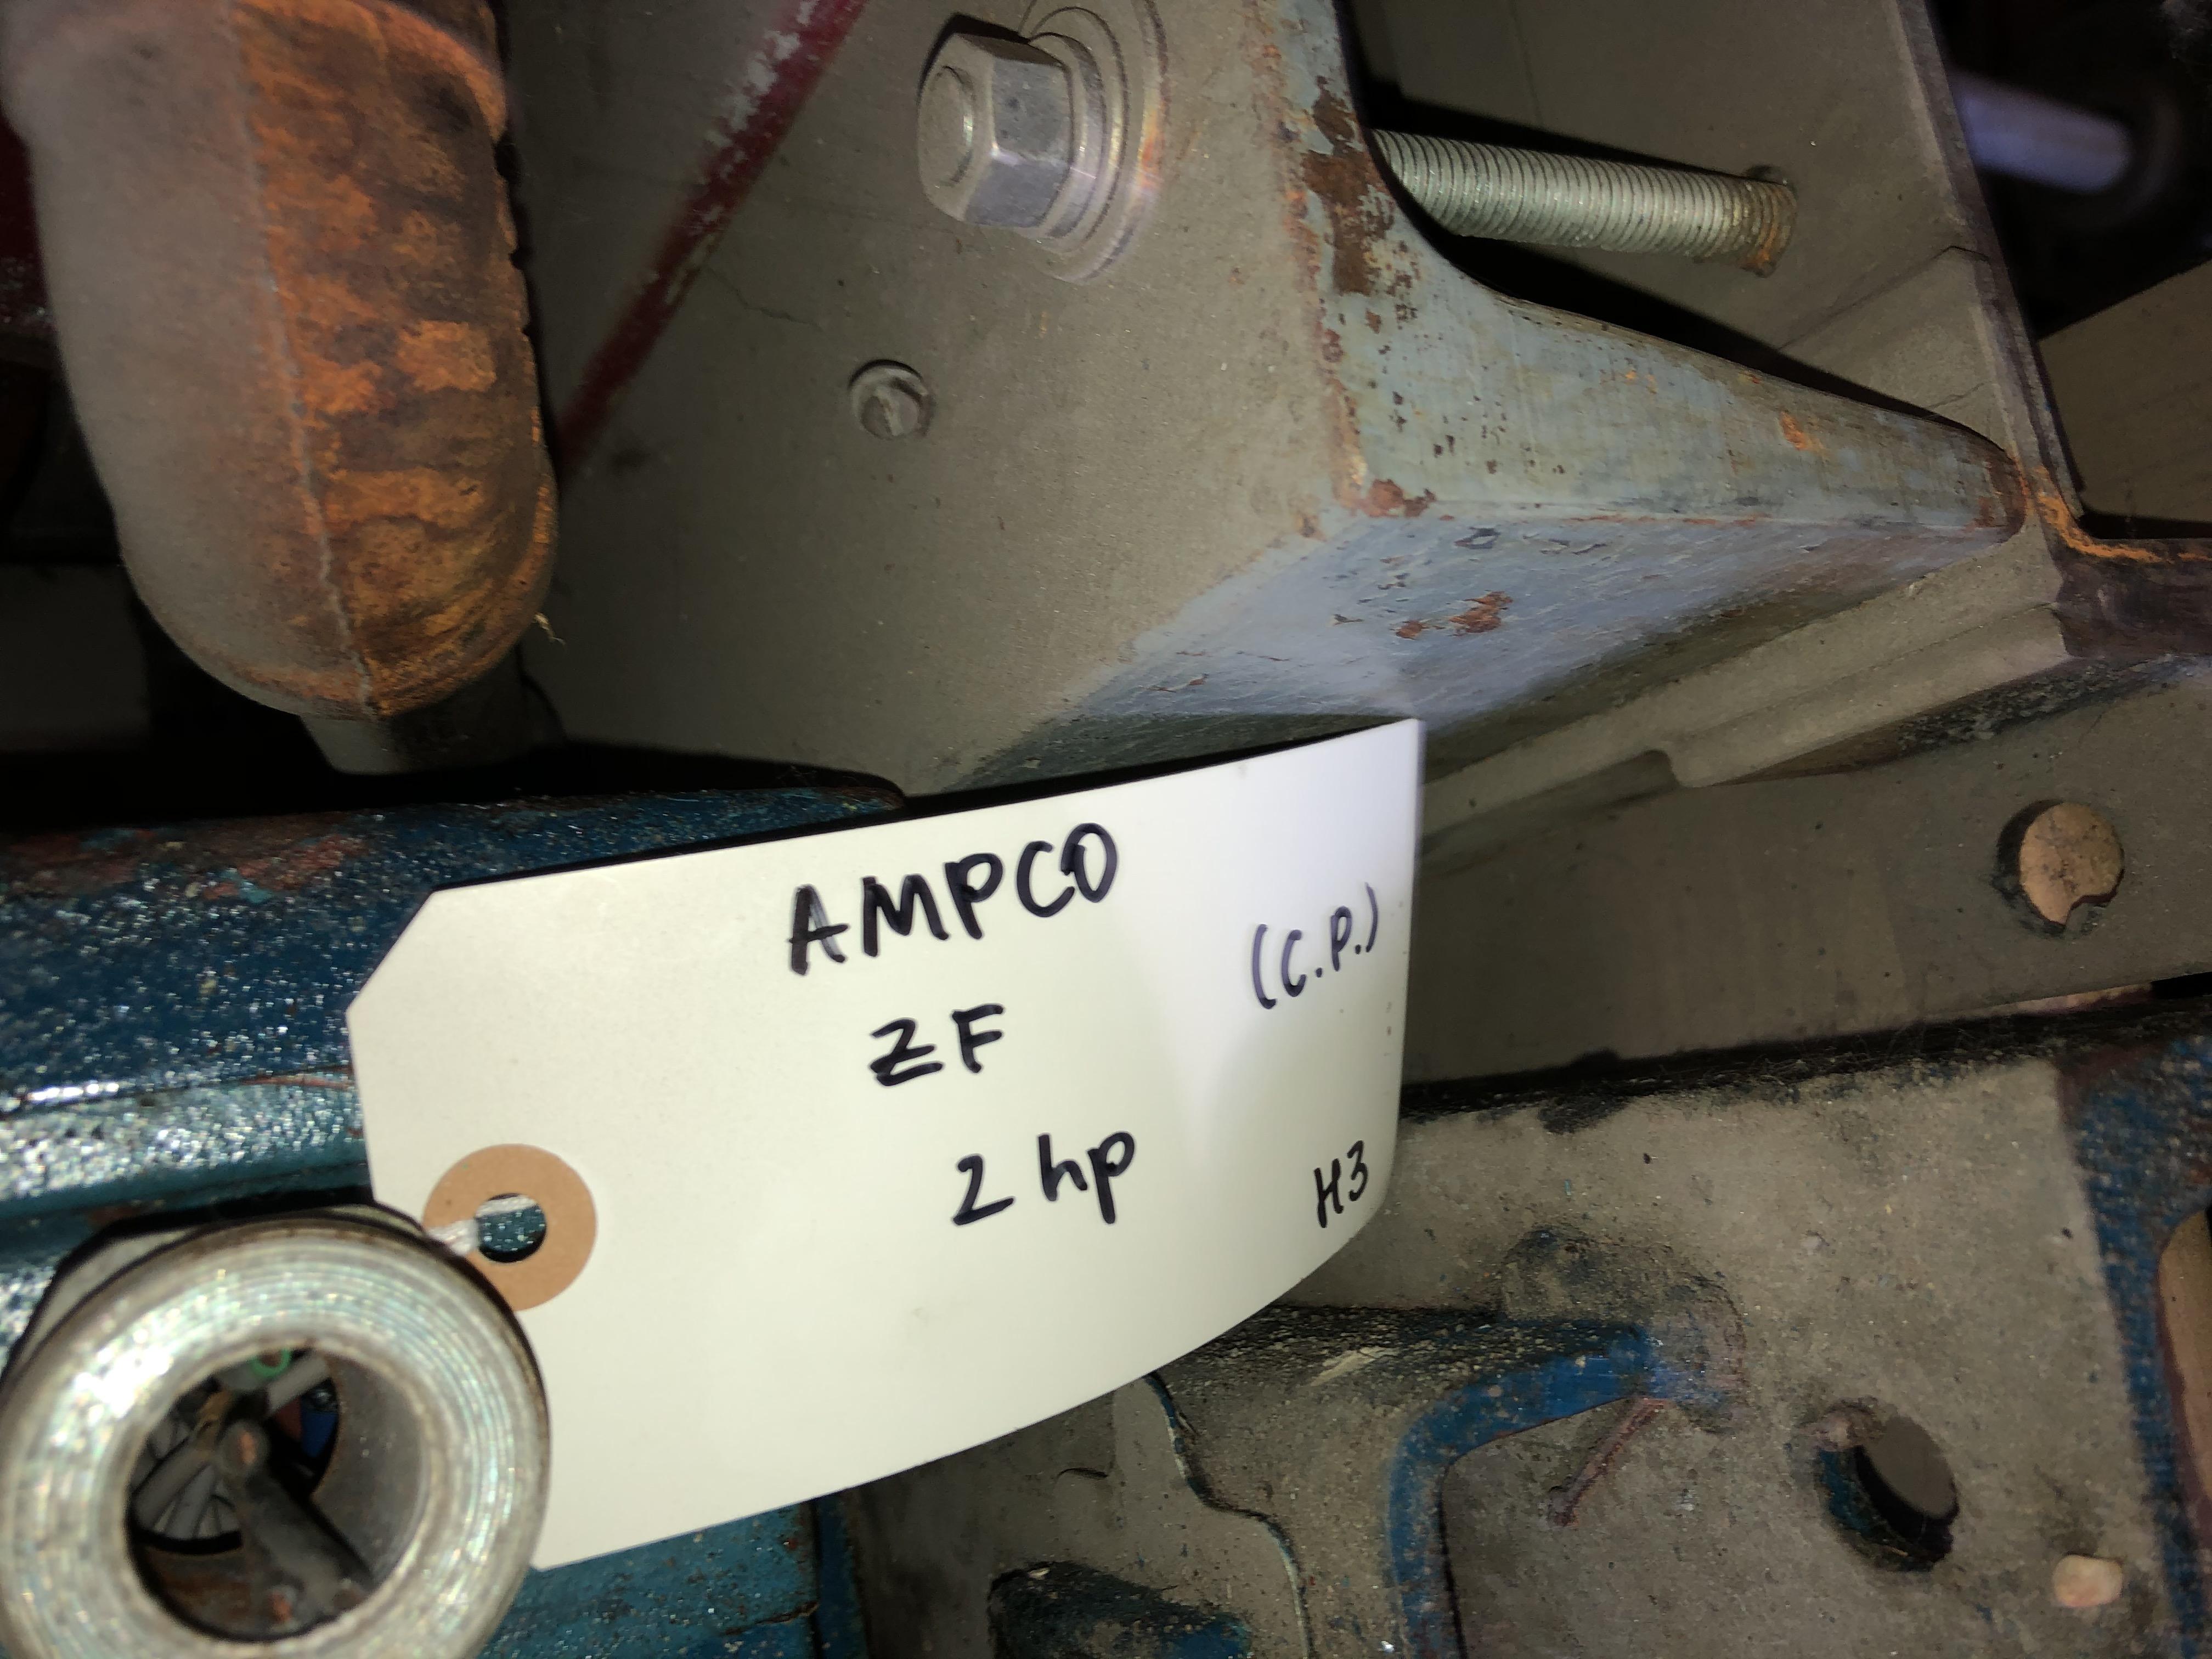 AMPCO
(C.P.)
ZF
2 hp
H3